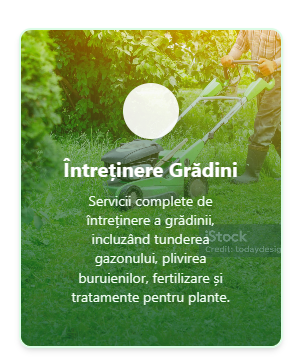 Întreținere Grădini
Servicii complete de
întreținere a grădinii,
incluzând tunderea
gazonului, plivirea
buruienilor, fertilizare și
tratamente pentru plante.
iStock
Credit: todaydesign